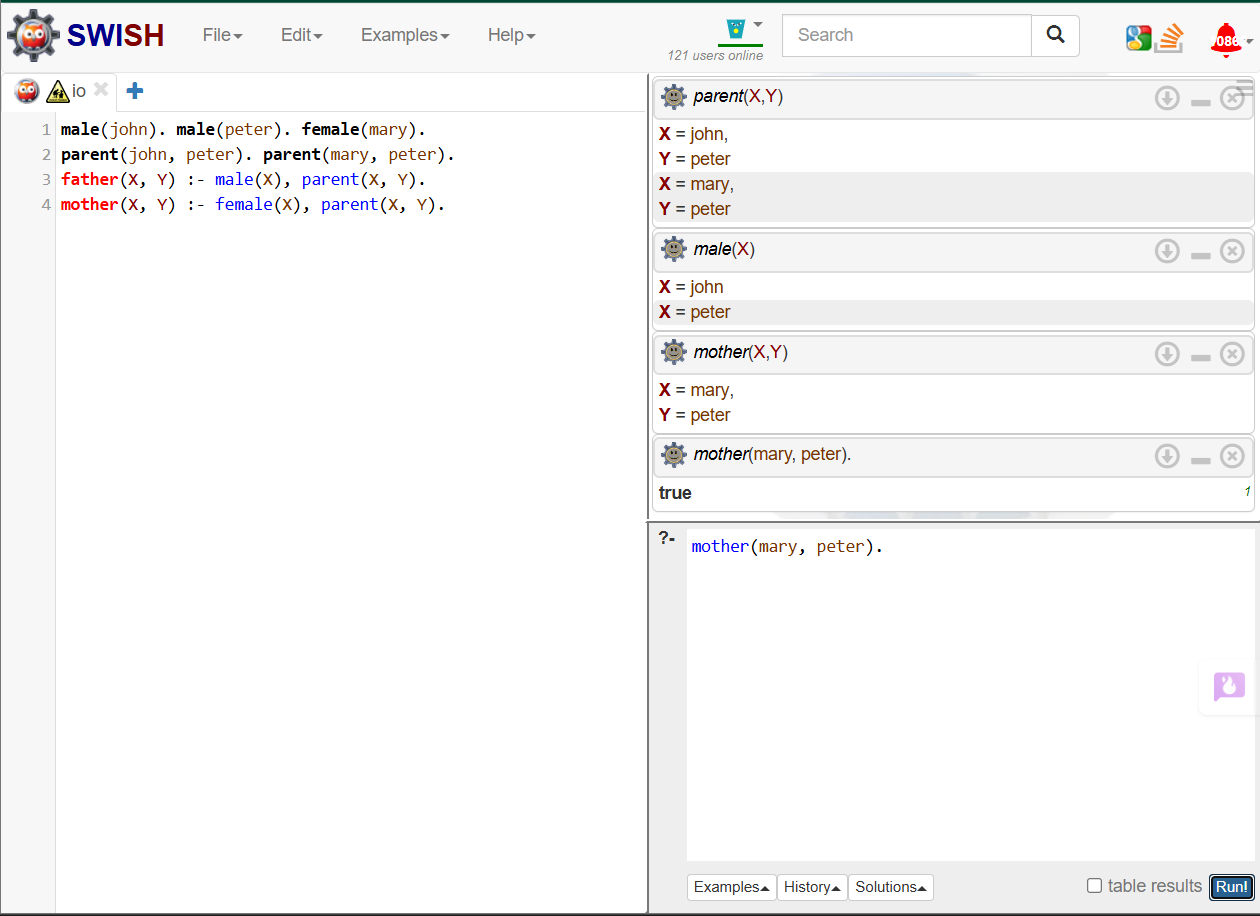 SWISH File Edit Examples Help 121 users online Search
io
1 male(john). male(peter). female(mary).
2 parent(john, peter). parent(mary, peter).
3 father(X, Y) :- male(X), parent(X, Y).
4 mother(X, Y) :- female(X), parent(X, Y).
parent(X,Y)
X = john,
Y = peter
X = mary,
Y = peter
male(X)
X = john
X = peter
mother(X,Y)
X = mary,
Y = peter
mother(mary, peter).
true 1
?- mother(mary, peter).
Examples History Solutions table results Run!